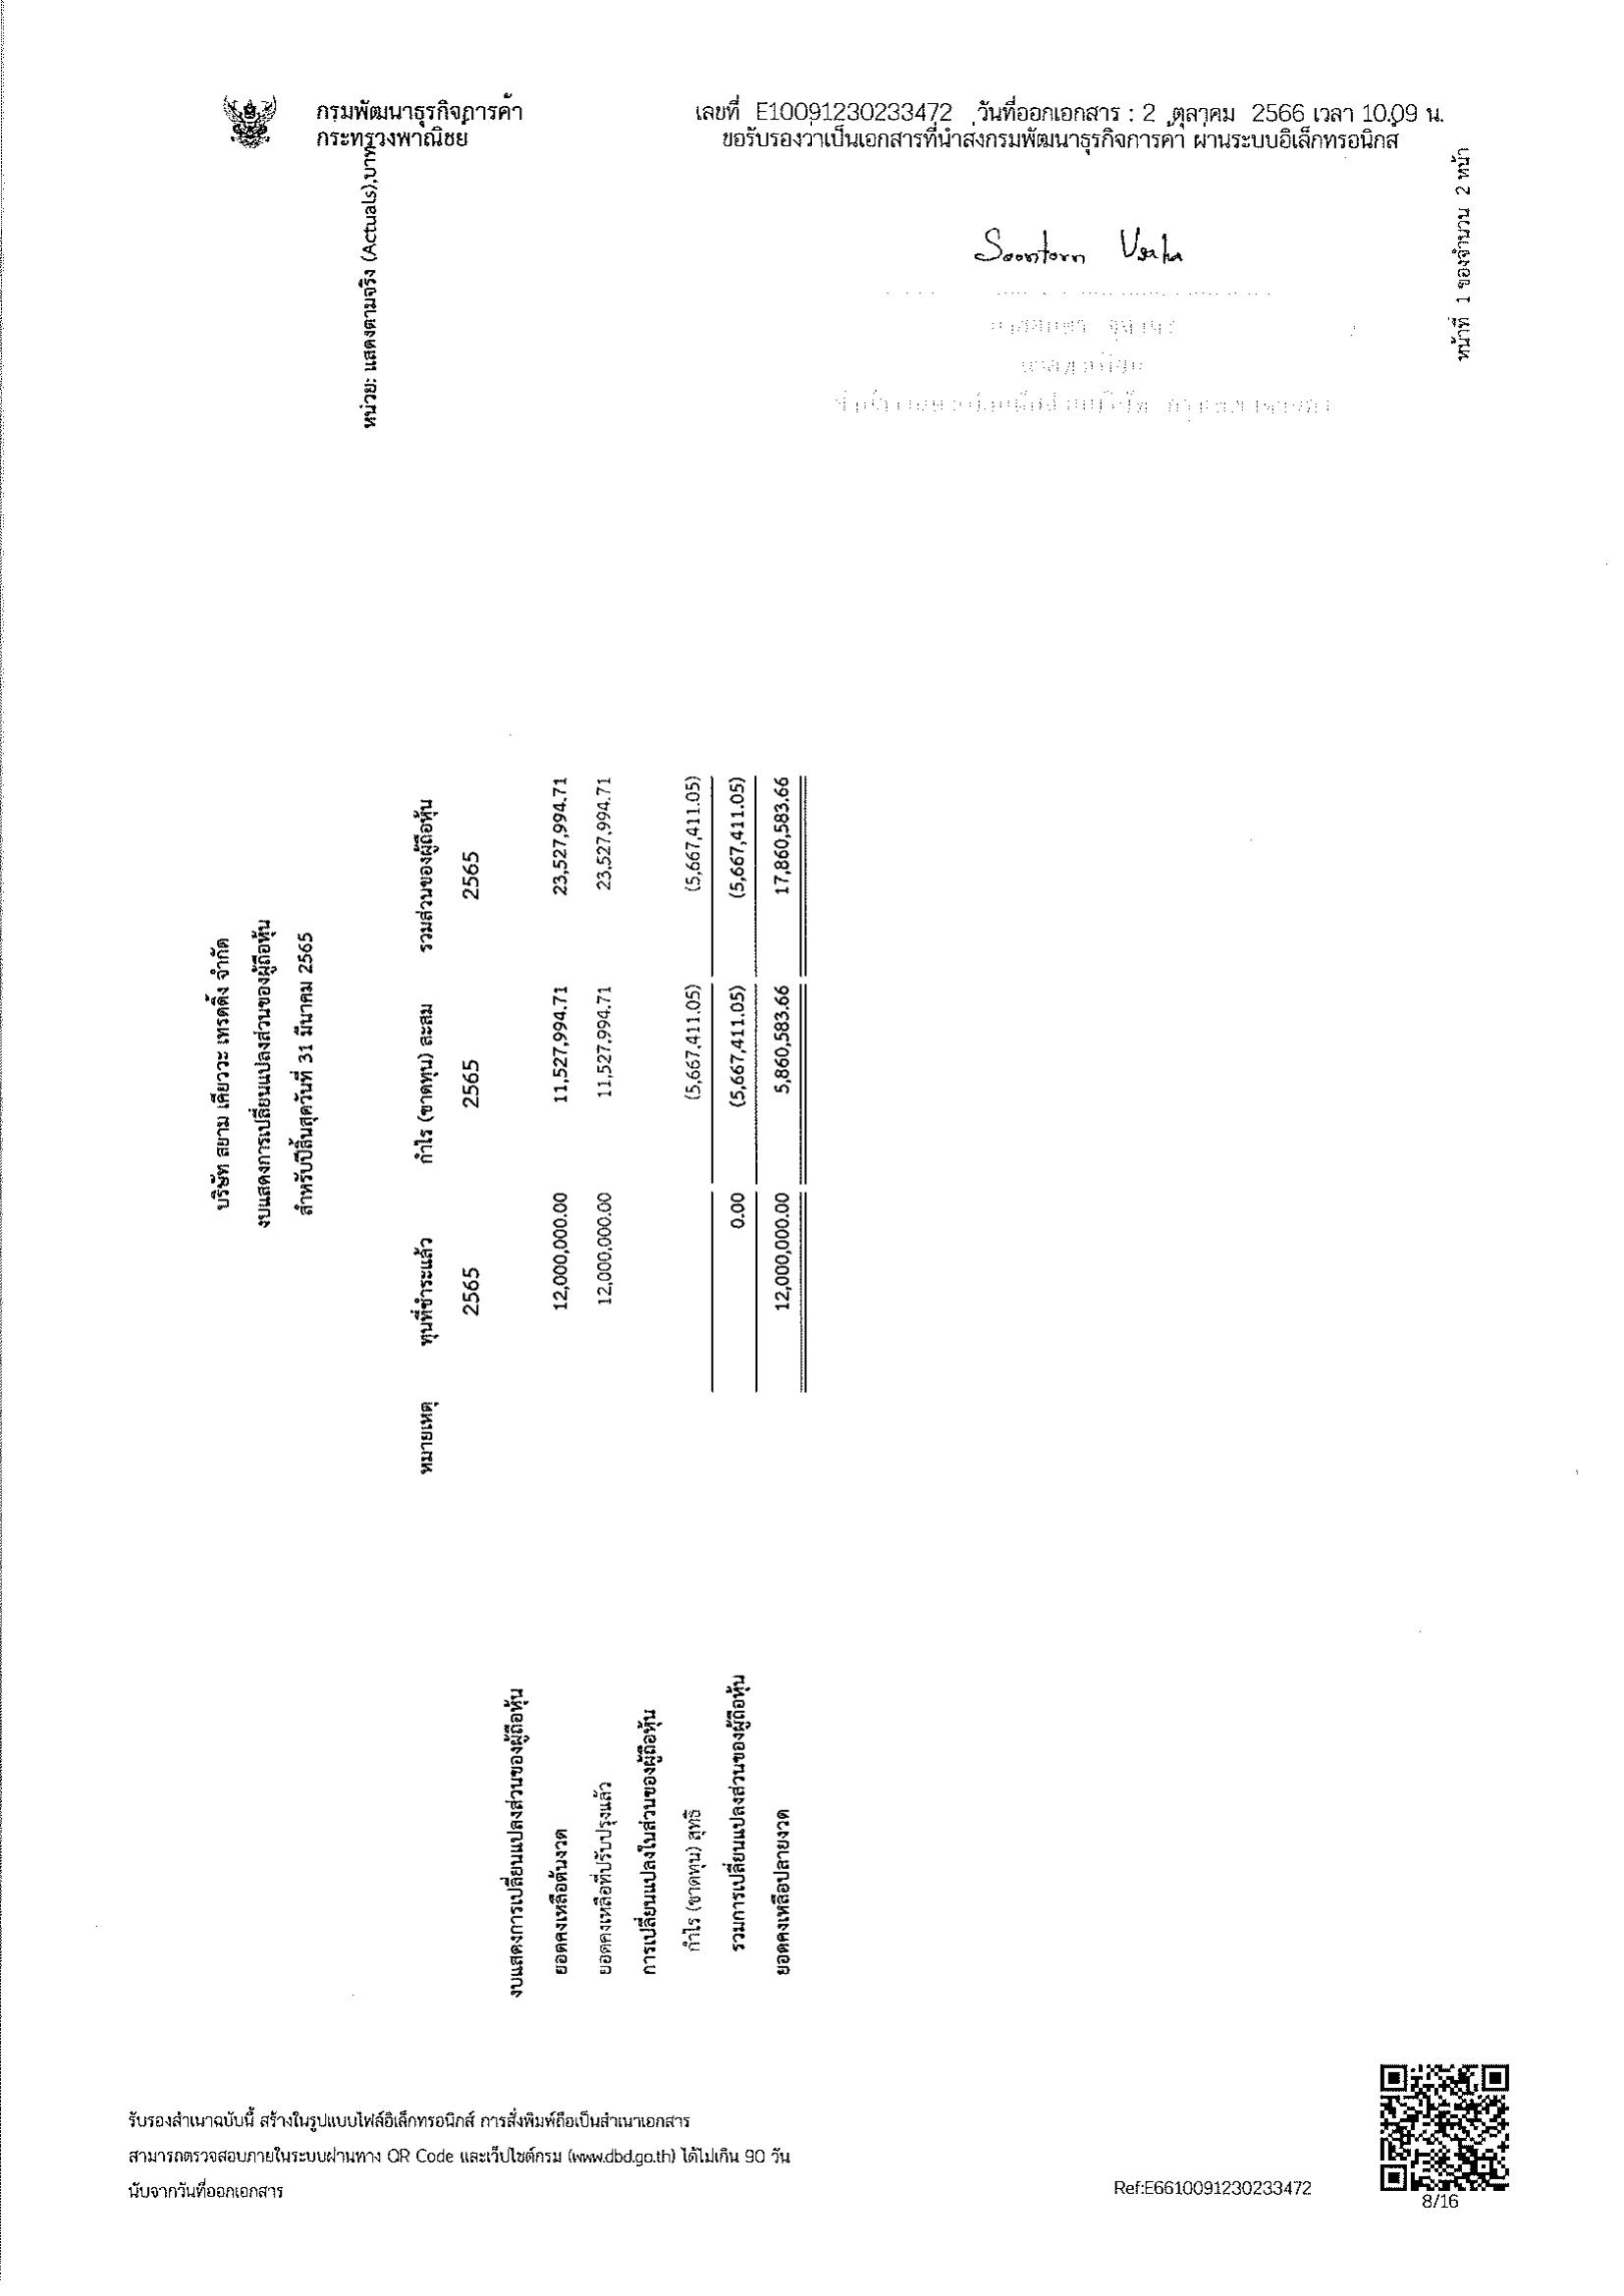 กรมพัฒนาธุรกิจการค้า
กระทรวงพาณิชย์
เลขที่ E10091230233472 วันที่ออกเอกสาร : 2 ตุลาคม 2566 เวลา 10.09 น.
ขอรับรองว่าเป็นเอกสารที่นำส่งกรมพัฒนาธุรกิจการค้า ผ่านระบบอิเล็กทรอนิกส์
Soontorn
หน้าที่ 1 ของจำนวน 2 หน้า
บริษัท สยาม เคียววะ เทรดดิ้ง จำกัด
งบแสดงการเปลี่ยนแปลงส่วนของผู้ถือหุ้น
สำหรับปีสิ้นสุดวันที่ 31 มีนาคม 2565
หน่วย: แสดงตามจริง (Actuals),บาท
หมายเหตุ ทุนที่ชำระแล้ว กำไร (ขาดทุน) สะสม รวมส่วนของผู้ถือหุ้น
2565 2565 2565
งบแสดงการเปลี่ยนแปลงส่วนของผู้ถือหุ้น
ยอดคงเหลือต้นงวด 12,000,000.00 11,527,994.71 23,527,994.71
ยอดคงเหลือที่ปรับปรุงแล้ว 12,000,000.00 11,527,994.71 23,527,994.71
การเปลี่ยนแปลงในส่วนของผู้ถือหุ้น
กำไร (ขาดทุน) สุทธิ (5,667,411.05) (5,667,411.05)
รวมการเปลี่ยนแปลงส่วนของผู้ถือหุ้น 0.00 (5,667,411.05) (5,667,411.05)
ยอดคงเหลือปลายงวด 12,000,000.00 5,860,583.66 17,860,583.66
รับรองสำเนาฉบับนี้ สร้างในรูปแบบไฟล์อิเล็กทรอนิกส์ การสั่งพิมพ์ถือเป็นสำเนาเอกสาร
สามารถตรวจสอบภายในระบบผ่านทาง QR Code และเว็บไซต์กรม (www.dbd.go.th) ได้ไม่เกิน 90 วัน
นับจากวันที่ออกเอกสาร
Ref:E6610091230233472
8/16